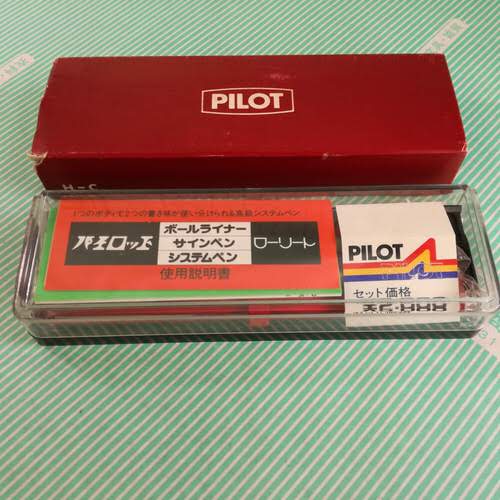 PILOT
H-C
1つのボディで2つの書き味が使い分けられる高級システムペン
パイロット
ボールライナー
サインペン
システムペン
ローリート
使用説明書
PILOT
セット価格